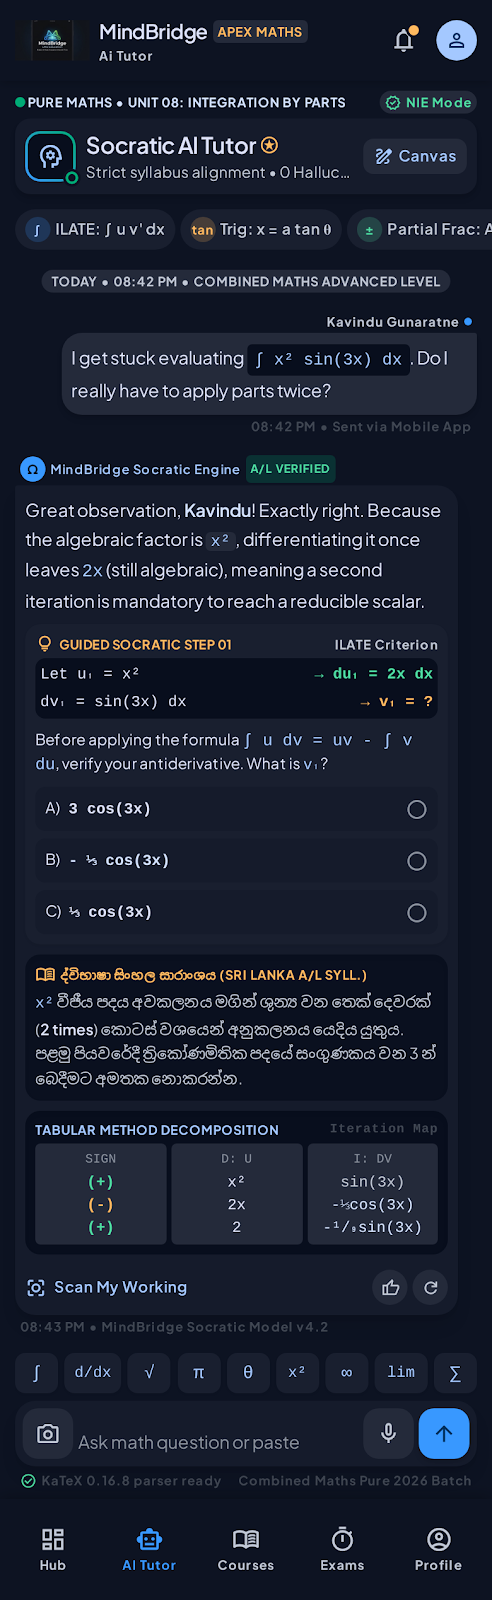 MindBridge APEX MATHS
Ai Tutor
PURE MATHS • UNIT 08: INTEGRATION BY PARTS
NIE Mode
Socratic AI Tutor
Strict syllabus alignment • 0 Halluc...
Canvas
∫ ILATE: ∫ u v' dx
tan Trig: x = a tan θ
± Partial Frac: A
TODAY • 08:42 PM • COMBINED MATHS ADVANCED LEVEL
Kavindu Gunaratne
I get stuck evaluating ∫ x² sin(3x) dx . Do I
really have to apply parts twice?
08:42 PM • Sent via Mobile App
Ω MindBridge Socratic Engine A/L VERIFIED
Great observation, Kavindu! Exactly right. Because
the algebraic factor is x² , differentiating it once
leaves 2x (still algebraic), meaning a second
iteration is mandatory to reach a reducible scalar.
GUIDED SOCRATIC STEP 01 ILATE Criterion
Let u₁ = x² → du₁ = 2x dx
dv₁ = sin(3x) dx → v₁ = ?
Before applying the formula ∫ u dv = uv - ∫ v
du, verify your antiderivative. What is v₁?
A) 3 cos(3x)
B) - ⅓ cos(3x)
C) ⅓ cos(3x)
ද්විභාෂා සිංහල සාරාංශය (SRI LANKA A/L SYLL.)
x² වීජීය පදය අවකලනය මගින් ශුන්‍ය වන තෙක් දෙවරක්
(2 times) කොටස් වශයෙන් අනුකලනය යෙදිය යුතුය.
පළමු පියවරේදී ත්‍රිකෝණමිතික පදයේ සංගුණකය වන 3 න්
බෙදීමට අමතක නොකරන්න.
TABULAR METHOD DECOMPOSITION Iteration Map
SIGN D: U I: DV
(+) x² sin(3x)
(-) 2x -⅓cos(3x)
(+) 2 -¹/₉sin(3x)
Scan My Working
08:43 PM • MindBridge Socratic Model v4.2
∫ d/dx √ π θ x² ∞ lim ∑
Ask math question or paste
KaTeX 0.16.8 parser ready Combined Maths Pure 2026 Batch
Hub AI Tutor Courses Exams Profile